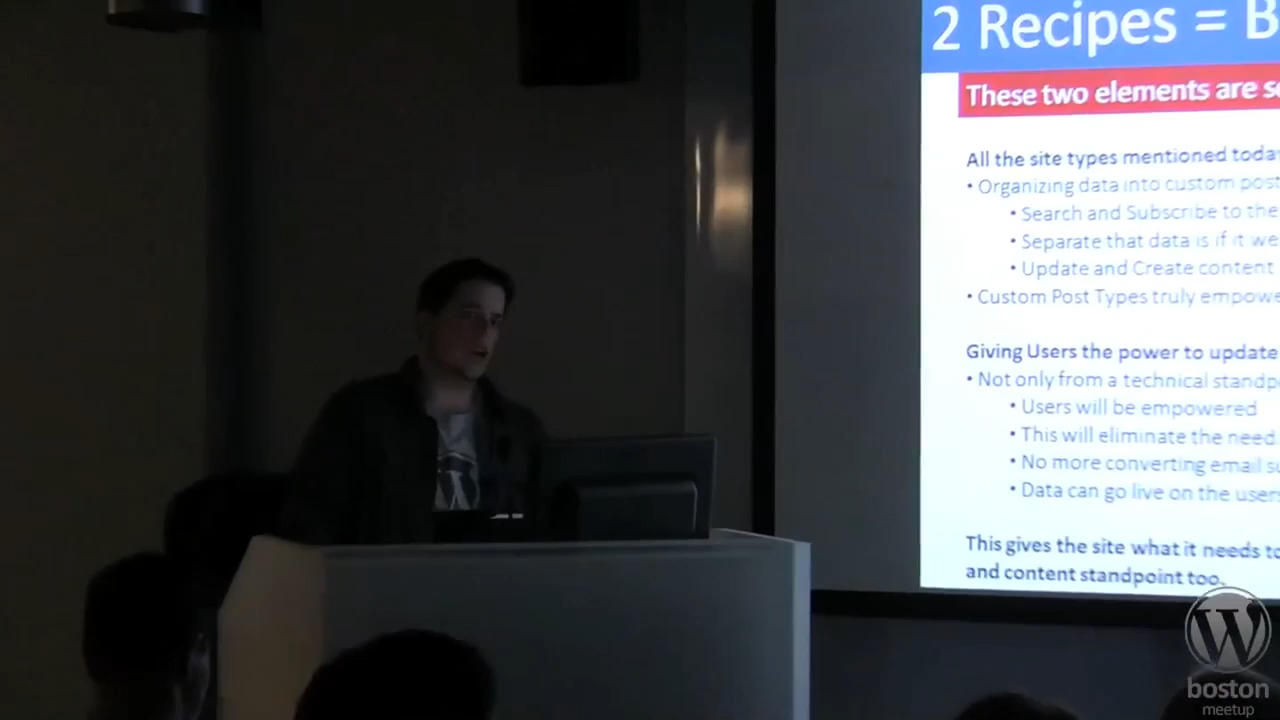 2 Recipes = B
These two elements are s
All the site types mentioned toda
• Organizing data into custom post
• Search and Subscribe to the
• Separate that data is if it we
• Update and Create content
• Custom Post Types truly empowe
Giving Users the power to update
• Not only from a technical standp
• Users will be empowered
• This will eliminate the need
• No more converting email s
• Data can go live on the users
This gives the site what it needs to
and content standpoint too.
W
W
boston
meetup